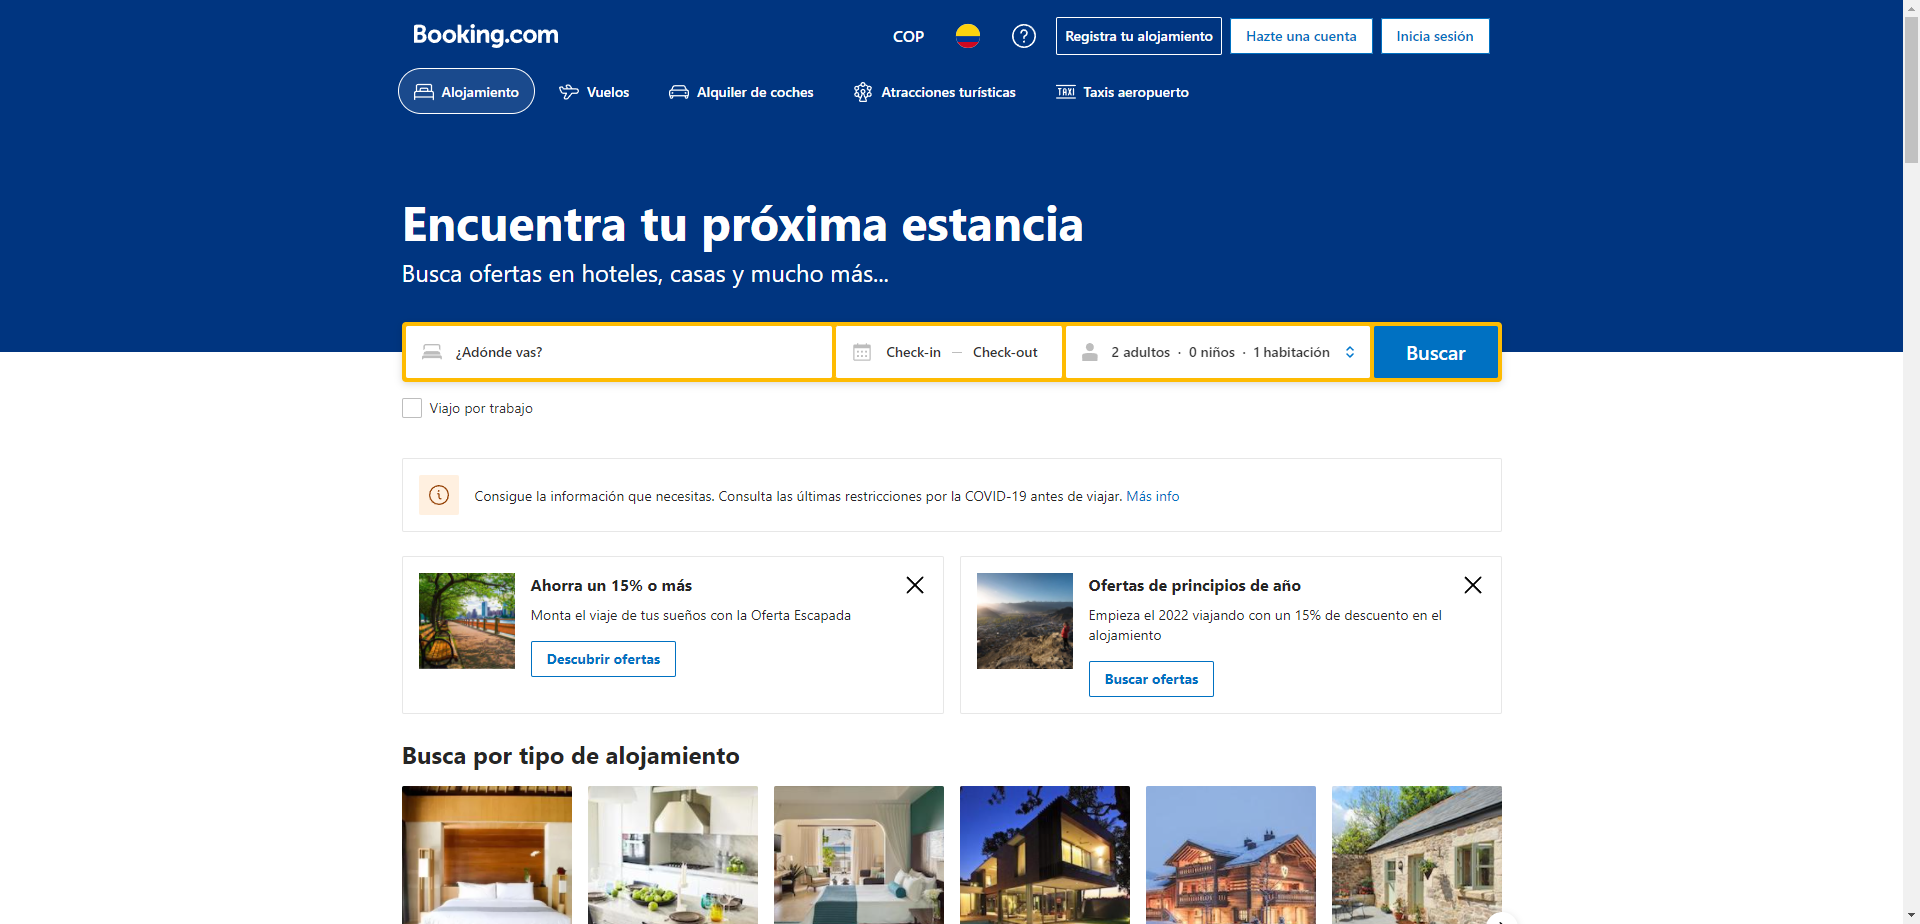 Booking.com
COP
Registra tu alojamiento
Hazte una cuenta
Inicia sesión
Alojamiento
Vuelos
Alquiler de coches
Atracciones turísticas
TAXI Taxis aeropuerto
Encuentra tu próxima estancia
Busca ofertas en hoteles, casas y mucho más...
¿Adónde vas?
Check-in — Check-out
2 adultos · 0 niños · 1 habitación
Buscar
Viajo por trabajo
Consigue la información que necesitas. Consulta las últimas restricciones por la COVID-19 antes de viajar. Más info
Ahorra un 15% o más
Monta el viaje de tus sueños con la Oferta Escapada
Descubrir ofertas
Ofertas de principios de año
Empieza el 2022 viajando con un 15% de descuento en el
alojamiento
Buscar ofertas
Busca por tipo de alojamiento